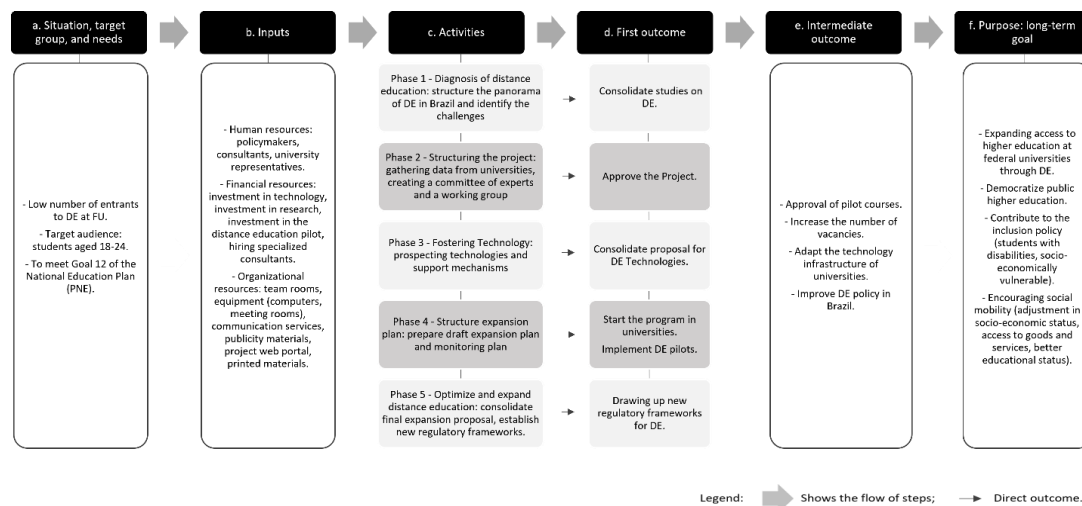 a. Situation, target
group, and needs
- Low number of entrants
to DE at FU.
- Target audience:
students aged 18-24.
- To meet Goal 12 of the
National Education Plan
(PNE).
b. Inputs
- Human resources:
policymakers,
consultants, university
representatives.
- Financial resources:
investment in technology,
investment in research,
investment in the
distance education pilot,
hiring specialized
consultants.
- Organizational
resources: team rooms,
equipment (computers,
meeting rooms),
communication services,
publicity materials,
project web portal,
printed materials.
c. Activities
Phase 1 - Diagnosis of distance
education: structure the panorama
of DE in Brazil and identify the
challenges
Phase 2 - Structuring the project:
gathering data from universities,
creating a committee of experts
and a working group
Phase 3 - Fostering Technology:
prospecting technologies and
support mechanisms
Phase 4 - Structure expansion
plan: prepare draft expansion plan
and monitoring plan
Phase 5 - Optimize and expand
distance education: consolidate
final expansion proposal, establish
new regulatory frameworks.
d. First outcome
Consolidate studies on
DE.
Approve the Project.
Consolidate proposal for
DE Technologies.
Start the program in
universities.
Implement DE pilots.
Drawing up new
regulatory frameworks
for DE.
e. Intermediate
outcome
- Approval of pilot courses.
- Increase the number of
vacancies.
- Adapt the technology
infrastructure of
universities.
- Improve DE policy in
Brazil.
f. Purpose: long-term
goal
- Expanding access to
higher education at
federal universities
through DE.
- Democratize public
higher education.
- Contribute to the
inclusion policy
(students with
disabilities, socio-
economically
vulnerable).
- Encouraging social
mobility (adjustment in
socio-economic status,
access to goods and
services, better
educational status).
Legend: Shows the flow of steps; Direct outcome.